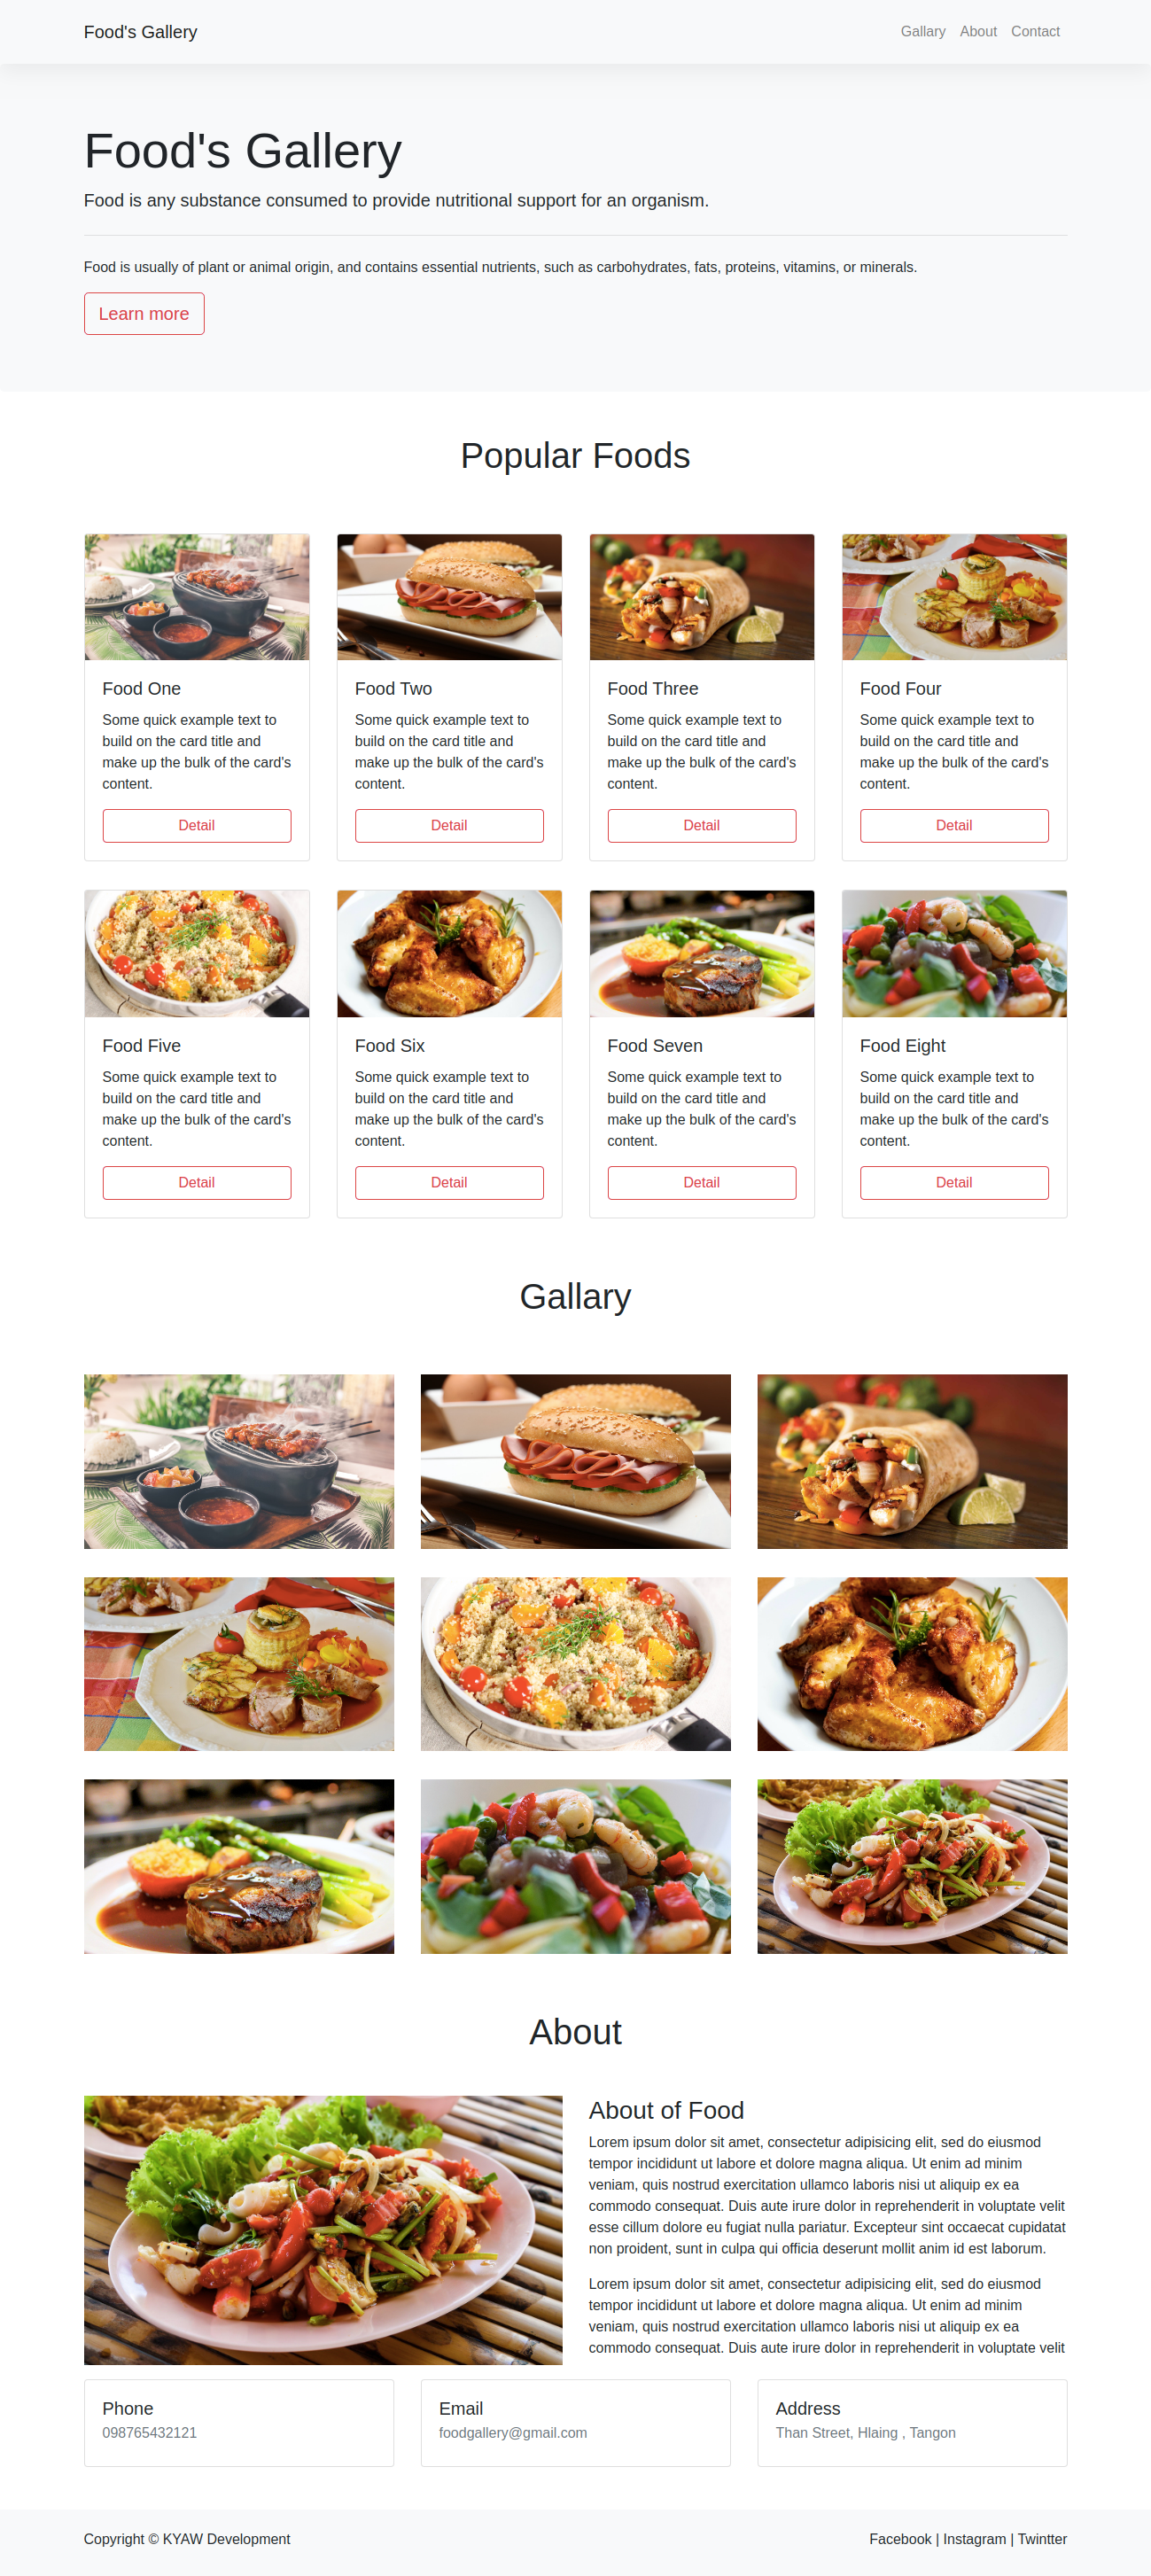 Food's Gallery
Gallary About Contact
Food's Gallery
Food is any substance consumed to provide nutritional support for an organism.
Food is usually of plant or animal origin, and contains essential nutrients, such as carbohydrates, fats, proteins, vitamins, or minerals.
Learn more
Popular Foods
Food One
Some quick example text to
build on the card title and
make up the bulk of the card's
content.
Detail
Food Two
Some quick example text to
build on the card title and
make up the bulk of the card's
content.
Detail
Food Three
Some quick example text to
build on the card title and
make up the bulk of the card's
content.
Detail
Food Four
Some quick example text to
build on the card title and
make up the bulk of the card's
content.
Detail
Food Five
Some quick example text to
build on the card title and
make up the bulk of the card's
content.
Detail
Food Six
Some quick example text to
build on the card title and
make up the bulk of the card's
content.
Detail
Food Seven
Some quick example text to
build on the card title and
make up the bulk of the card's
content.
Detail
Food Eight
Some quick example text to
build on the card title and
make up the bulk of the card's
content.
Detail
Gallary
About
About of Food
Lorem ipsum dolor sit amet, consectetur adipisicing elit, sed do eiusmod
tempor incididunt ut labore et dolore magna aliqua. Ut enim ad minim
veniam, quis nostrud exercitation ullamco laboris nisi ut aliquip ex ea
commodo consequat. Duis aute irure dolor in reprehenderit in voluptate velit
esse cillum dolore eu fugiat nulla pariatur. Excepteur sint occaecat cupidatat
non proident, sunt in culpa qui officia deserunt mollit anim id est laborum.
Lorem ipsum dolor sit amet, consectetur adipisicing elit, sed do eiusmod
tempor incididunt ut labore et dolore magna aliqua. Ut enim ad minim
veniam, quis nostrud exercitation ullamco laboris nisi ut aliquip ex ea
commodo consequat. Duis aute irure dolor in reprehenderit in voluptate velit
Phone
098765432121
Email
foodgallery@gmail.com
Address
Than Street, Hlaing , Tangon
Copyright © KYAW Development
Facebook | Instagram | Twintter